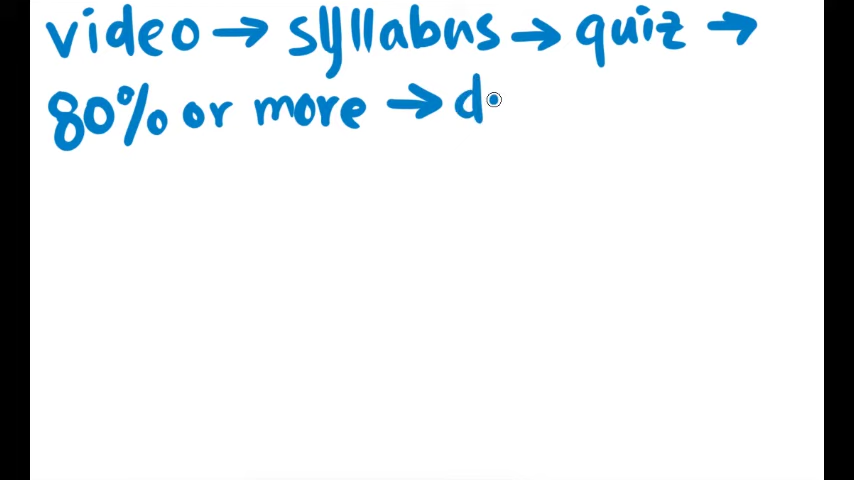 video → syllabus → quiz →
80% or more → d